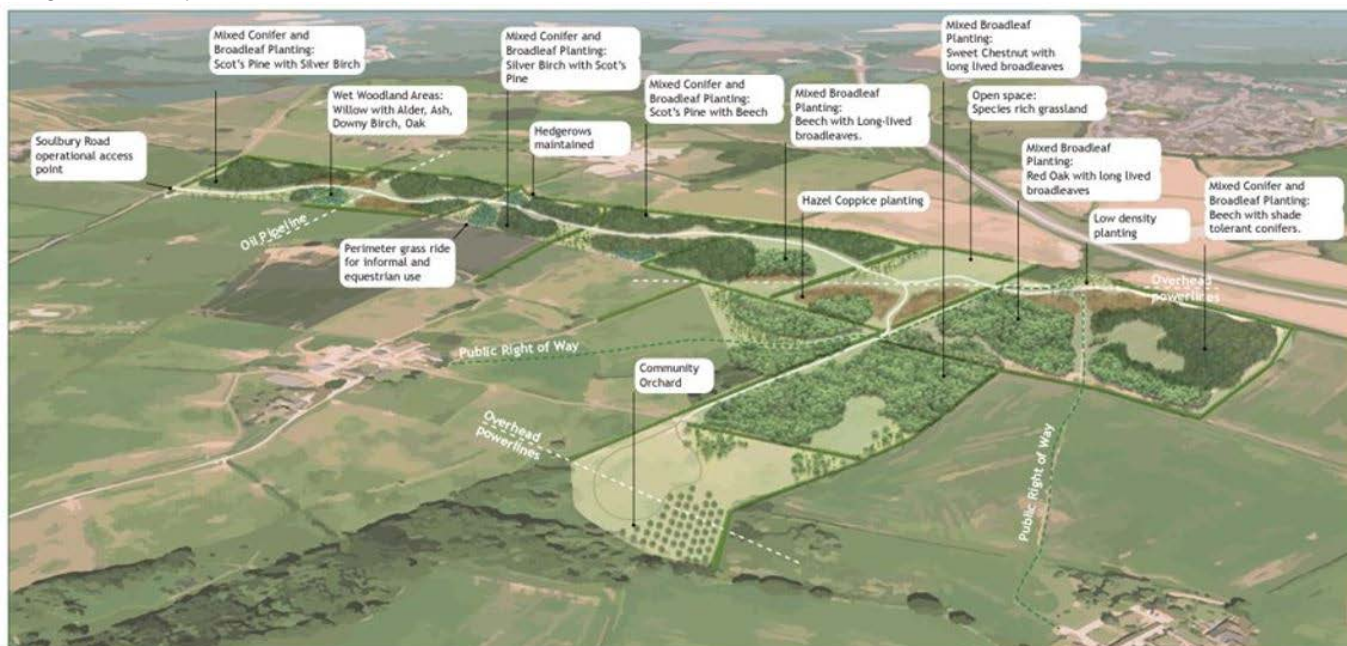 Mixed Conifer and
Broadleaf Planting:
Scot's Pine with Silver Birch
Wet Woodland Areas:
Willow with Alder, Ash,
Downy Birch, Oak
Mixed Conifer and
Broadleaf Planting:
Silver Birch with Scot's
Pine
Hedgerows
maintained
Mixed Conifer and
Broadleaf Planting:
Scot's Pine with Beech
Mixed Broadleaf
Planting:
Beech with Long-lived
broadleaves.
Mixed Broadleaf
Planting:
Sweet Chestnut with
long lived broadleaves
Open space:
Species rich grassland
Mixed Broadleaf
Planting:
Red Oak with long lived
broadleaves
Mixed Conifer and
Broadleaf Planting:
Beech with shade
tolerant conifers.
Soulbury Road
operational access
point
Oil Pipeline
Perimeter grass ride
for informal and
equestrian use
Hazel Coppice planting
Low density
planting
Overhead
powerlines
Public Right of Way
Community
Orchard
Overhead
powerlines
Public Right of Way